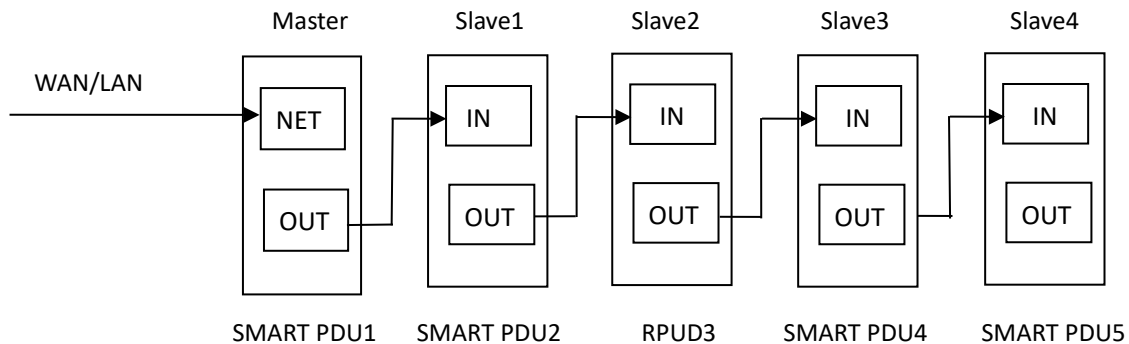 Master Slave1 Slave2 Slave3 Slave4
WAN/LAN
NET IN IN IN IN
OUT OUT OUT OUT OUT
SMART PDU1 SMART PDU2 RPUD3 SMART PDU4 SMART PDU5